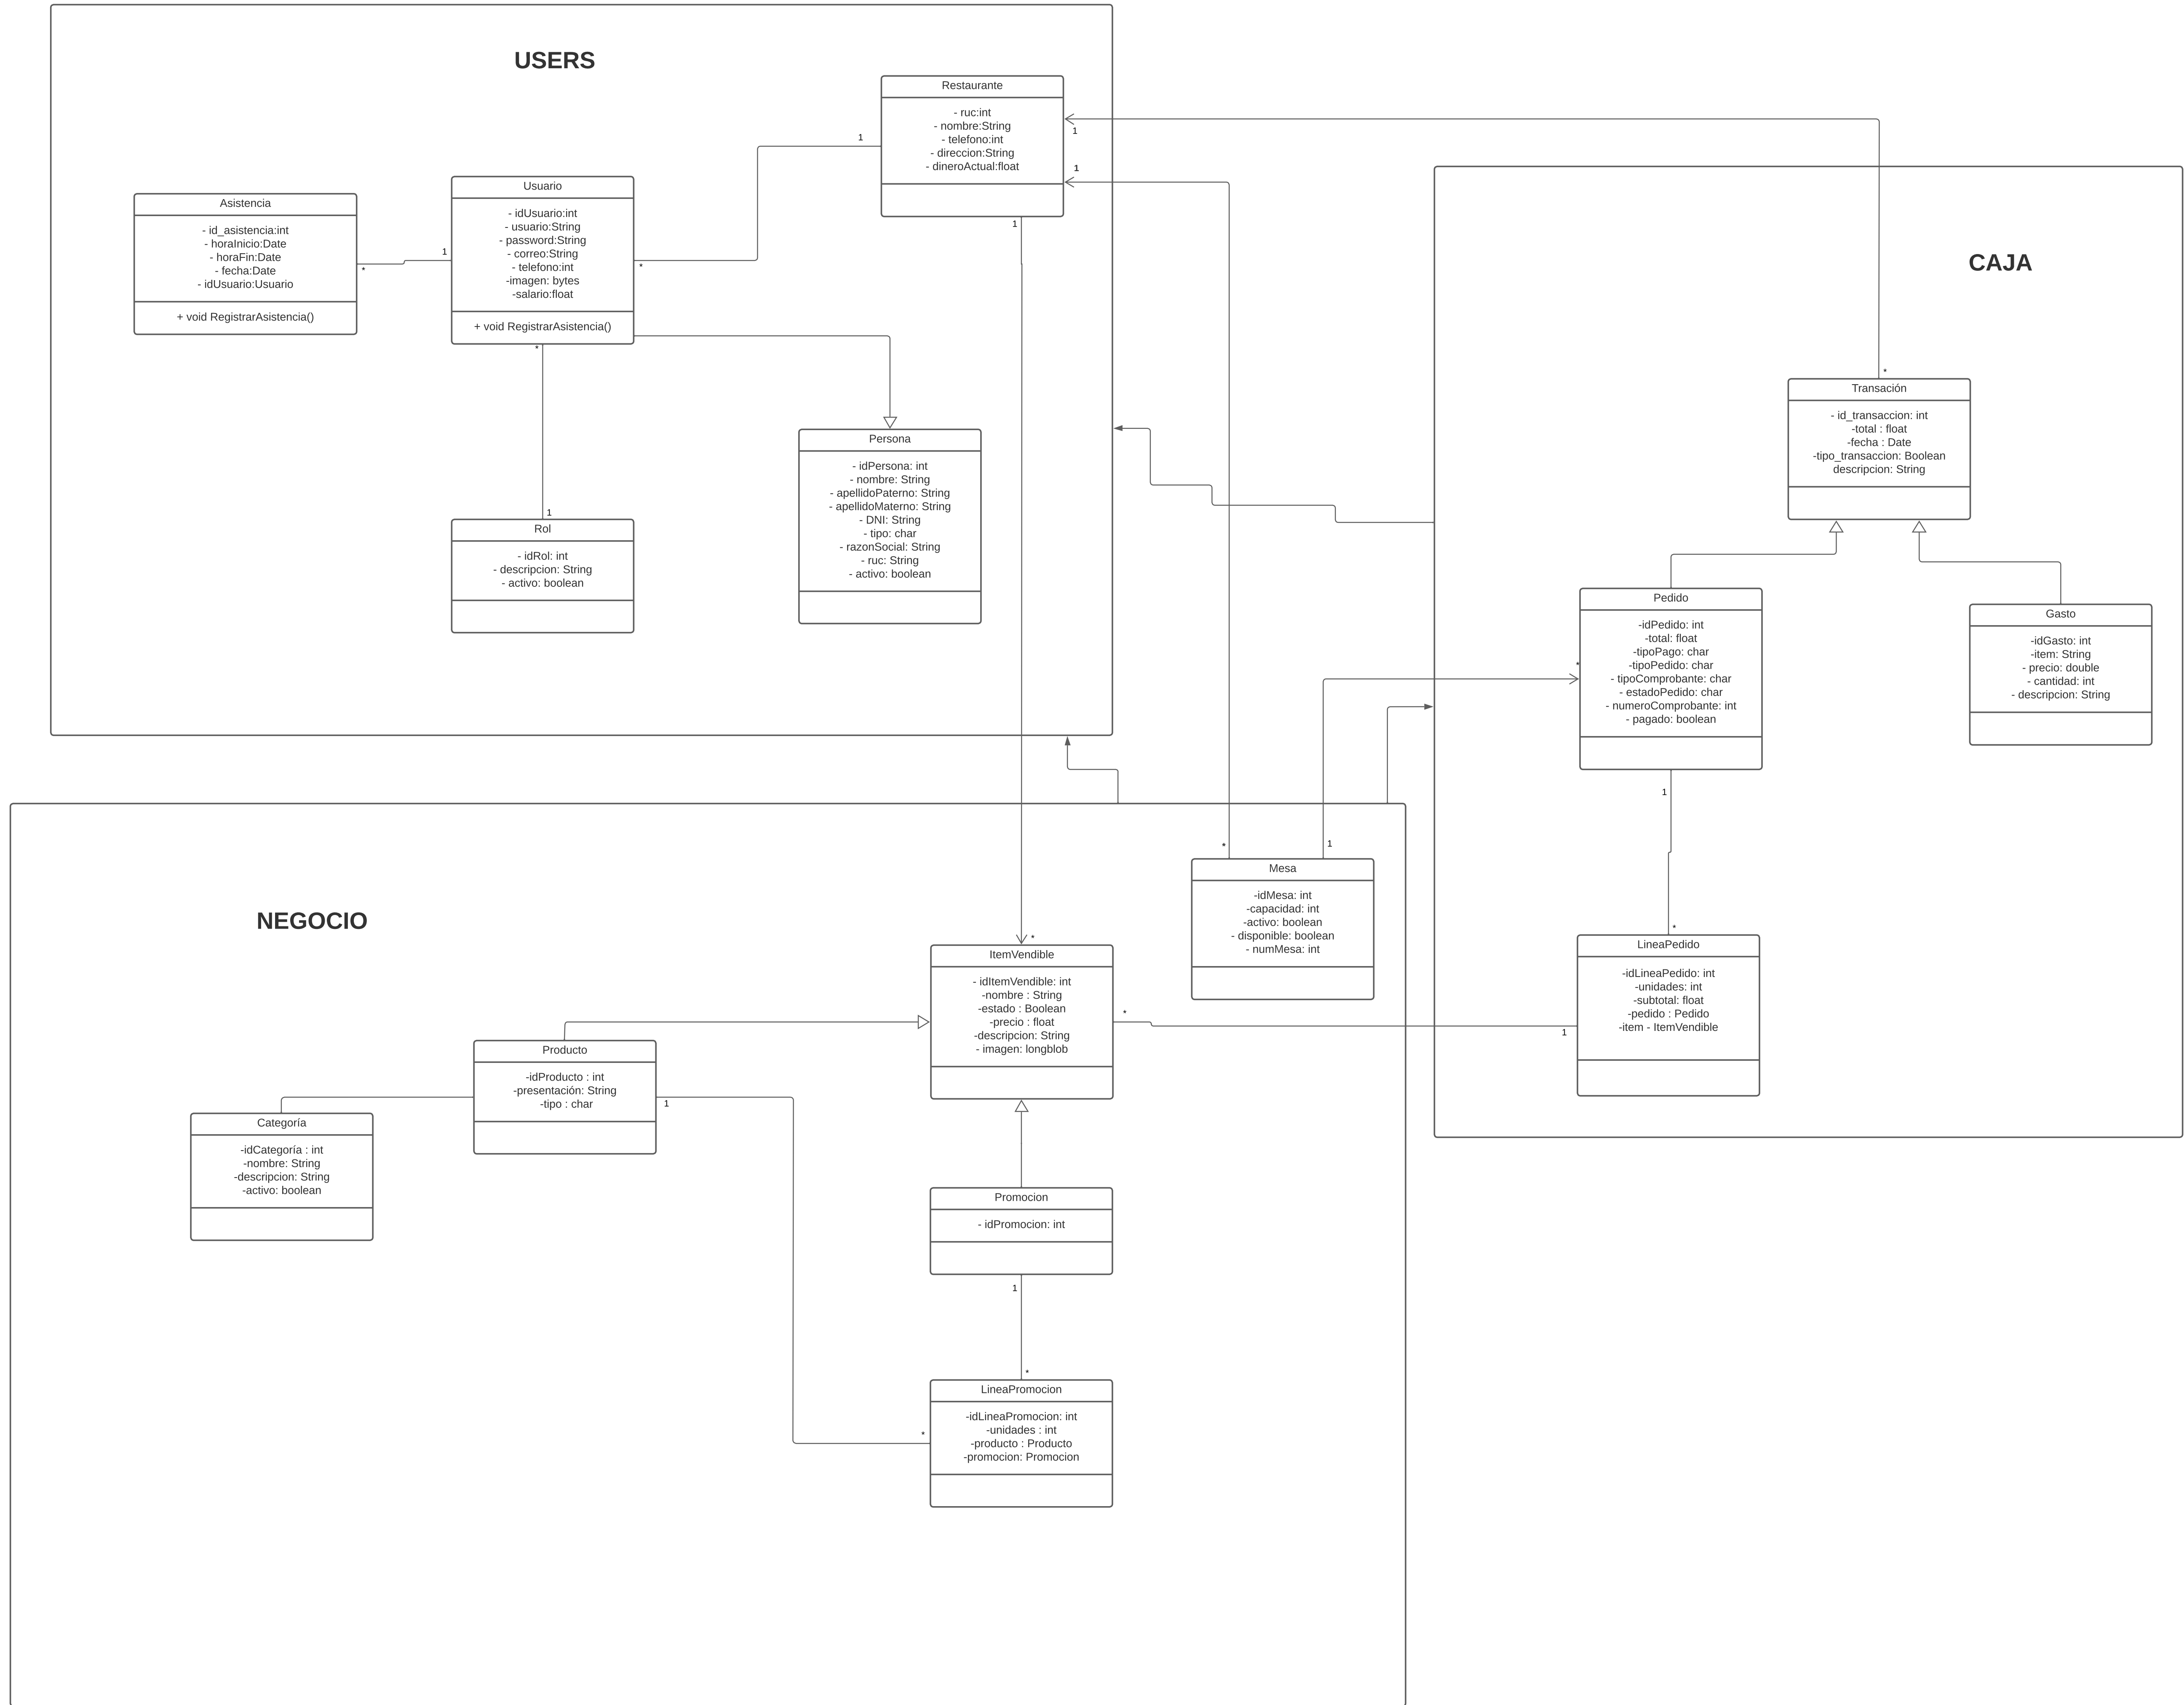 USERS
Restaurante
- ruc:int
- nombre:String
- telefono:int
- direccion:String
- dineroActual:float
1
1
1
1
*
Usuario
- idUsuario:int
- usuario:String
- password:String
- correo:String
- telefono:int
-imagen: bytes
-salario:float
+ void RegistrarAsistencia()
Asistencia
- id_asistencia:int
- horaInicio:Date
- horaFin:Date
- fecha:Date
- idUsuario:Usuario
+ void RegistrarAsistencia()
*
1
*
1
Rol
- idRol: int
- descripcion: String
- activo: boolean
Persona
- idPersona: int
- nombre: String
- apellidoPaterno: String
- apellidoMaterno: String
- DNI: String
- tipo: char
- razonSocial: String
- ruc: String
- activo: boolean
CAJA
*
Transación
- id_transaccion: int
-total : float
-fecha : Date
-tipo_transaccion: Boolean
descripcion: String
Pedido
-idPedido: int
-total: float
-tipoPago: char
-tipoPedido: char
- tipoComprobante: char
- estadoPedido: char
- numeroComprobante: int
- pagado: boolean
*
1
Gasto
-idGasto: int
-item: String
- precio: double
- cantidad: int
- descripcion: String
*
LineaPedido
-idLineaPedido: int
-unidades: int
-subtotal: float
-pedido : Pedido
-item - ItemVendible
1
NEGOCIO
*
1
Mesa
-idMesa: int
-capacidad: int
-activo: boolean
- disponible: boolean
- numMesa: int
*
ItemVendible
- idItemVendible: int
-nombre : String
-estado : Boolean
-precio : float
-descripcion: String
- imagen: longblob
*
Producto
-idProducto : int
-presentación: String
-tipo : char
1
Categoría
-idCategoría : int
-nombre: String
-descripcion: String
-activo: boolean
Promocion
- idPromocion: int
1
*
LineaPromocion
-idLineaPromocion: int
-unidades : int
-producto : Producto
-promocion: Promocion
*